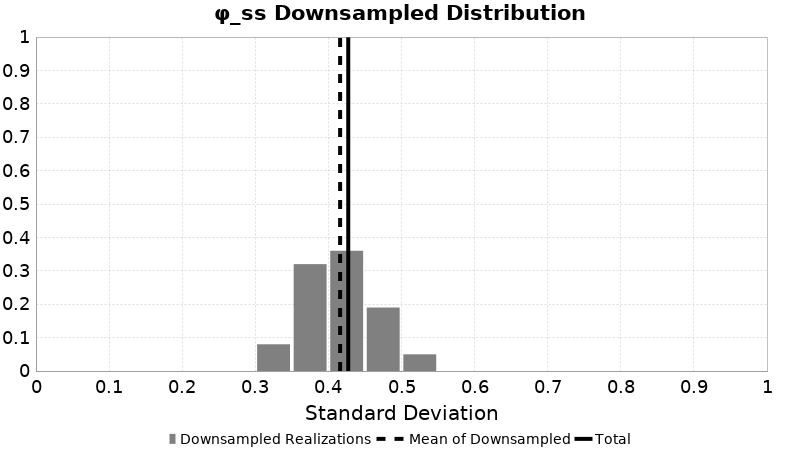 φ_ss Downsampled Distribution
1
0.9
0.8
0.7
0.6
0.5
0.4
0.3
0.2
0.1
0
0 0.1 0.2 0.3 0.4 0.5 0.6 0.7 0.8 0.9 1
Standard Deviation
Downsampled Realizations Mean of Downsampled Total